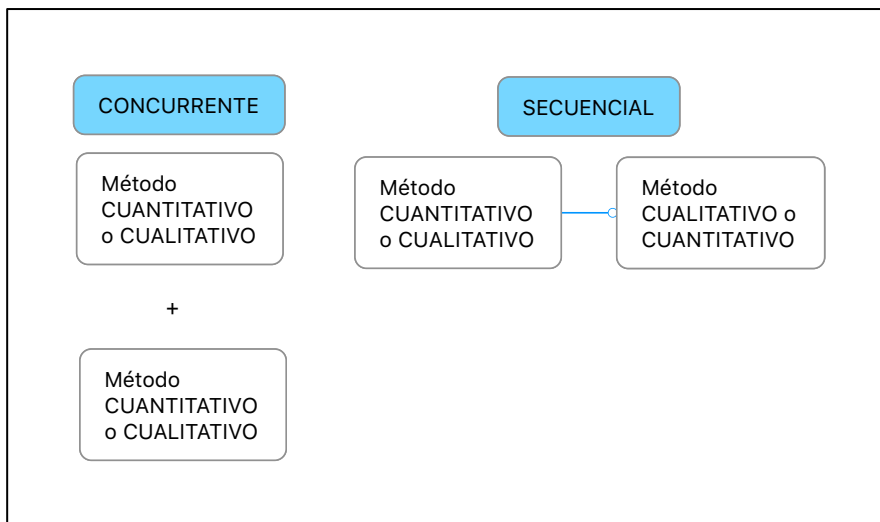 CONCURRENTE
Método
CUANTITATIVO
o CUALITATIVO
+
Método
CUANTITATIVO
o CUALITATIVO
SECUENCIAL
Método
CUANTITATIVO
o CUALITATIVO
Método
CUALITATIVO o
CUANTITATIVO